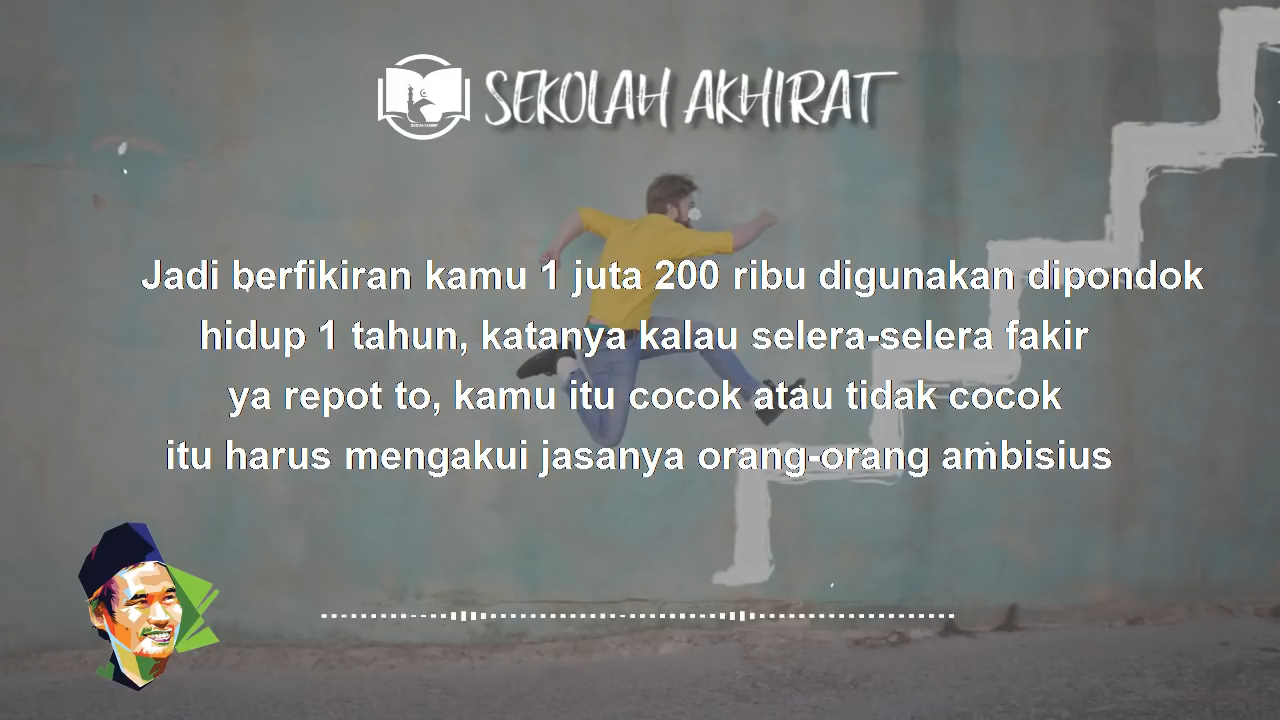 SEKOLAH AKHIRAT
Jadi berfikiran kamu 1 juta 200 ribu digunakan dipondok
hidup 1 tahun, katanya kalau selera-selera fakir
ya repot to, kamu itu cocok atau tidak cocok
itu harus mengakui jasanya orang-orang ambisius